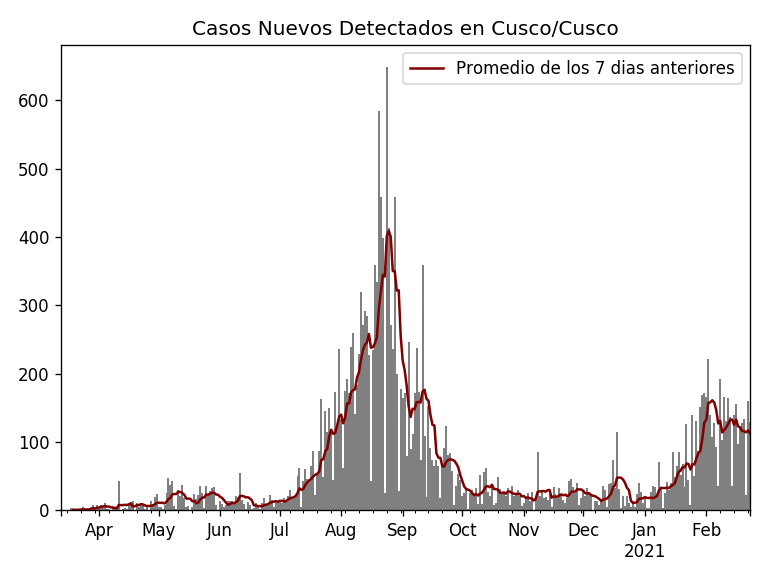 Casos Nuevos Detectados en Cusco/Cusco
Promedio de los 7 dias anteriores
600
500
400
300
200
100
0
Apr May Jun Jul Aug Sep Oct Nov Dec Jan Feb
2021